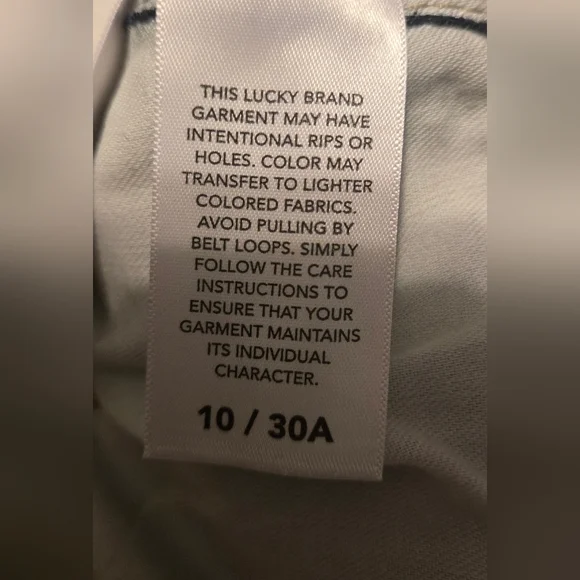 THIS LUCKY BRAND
GARMENT MAY HAVE
INTENTIONAL RIPS OR
HOLES. COLOR MAY
TRANSFER TO LIGHTER
COLORED FABRICS.
AVOID PULLING BY
BELT LOOPS. SIMPLY
FOLLOW THE CARE
INSTRUCTIONS TO
ENSURE THAT YOUR
GARMENT MAINTAINS
ITS INDIVIDUAL
CHARACTER.
10 / 30A